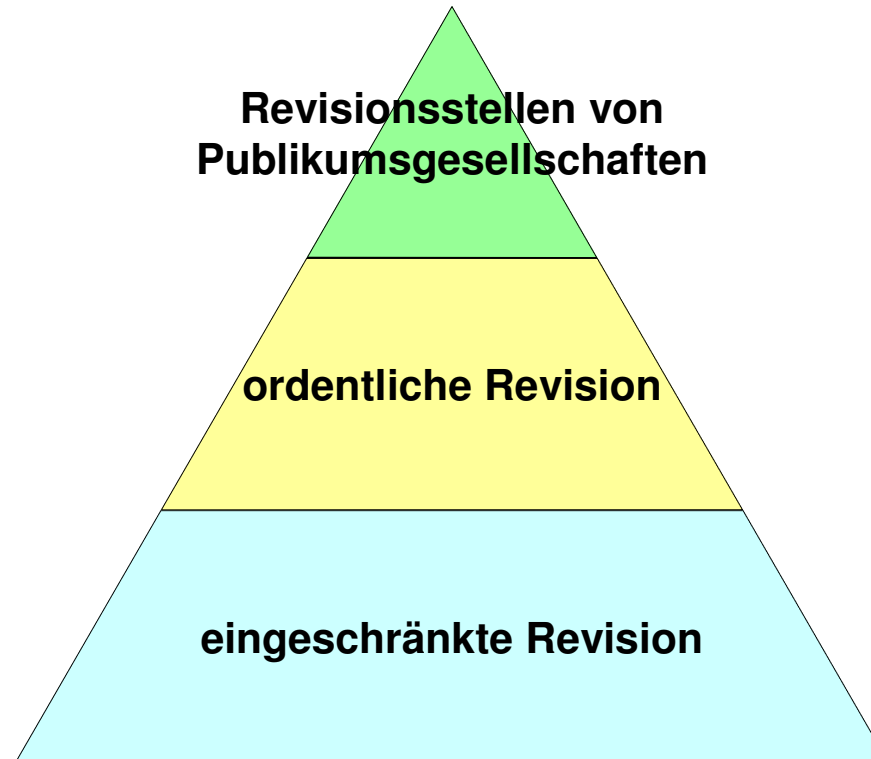 Revisionsstellen von
Publikumsgesellschaften
ordentliche Revision
eingeschränkte Revision